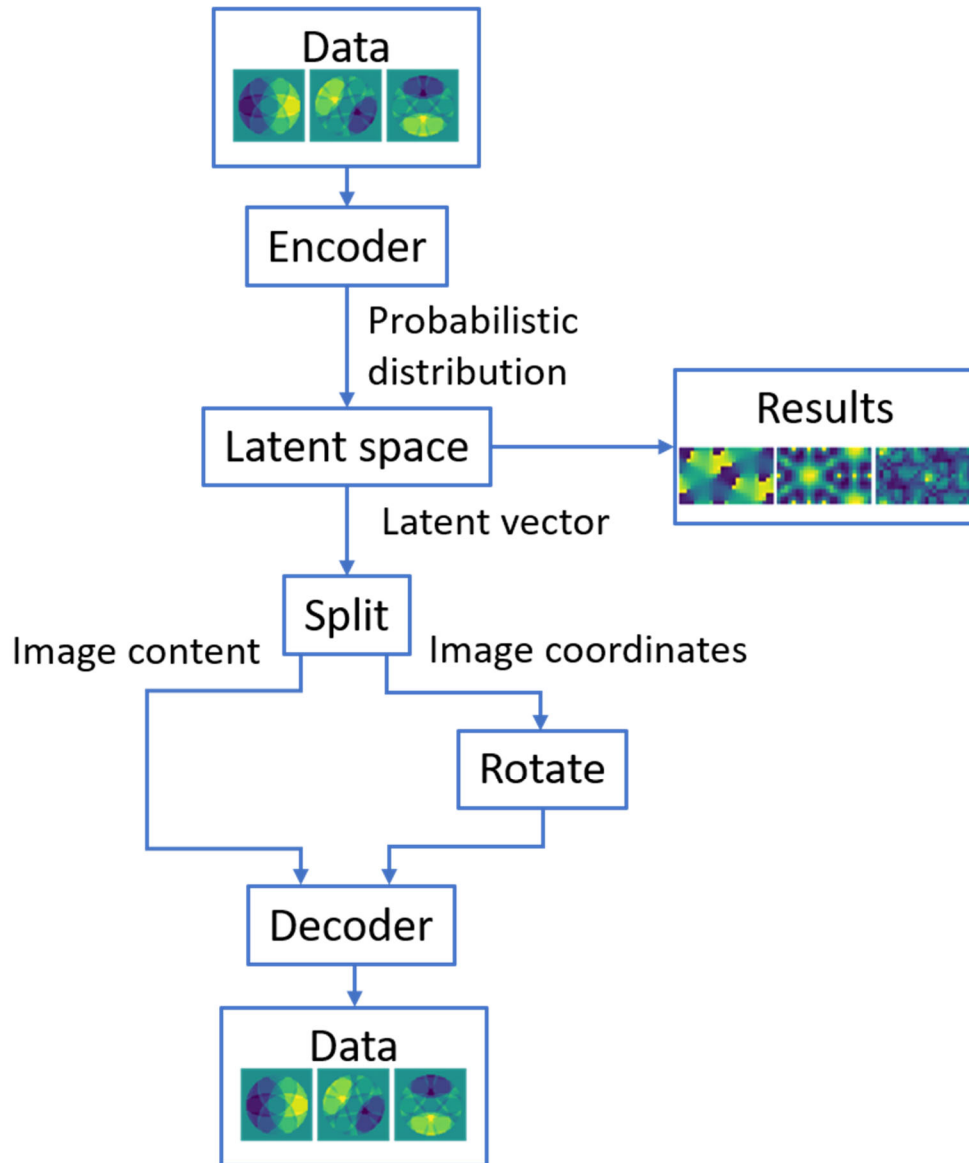 Data
Encoder
Probabilistic
distribution
Latent space
Results
Latent vector
Split
Image content
Image coordinates
Rotate
Decoder
Data